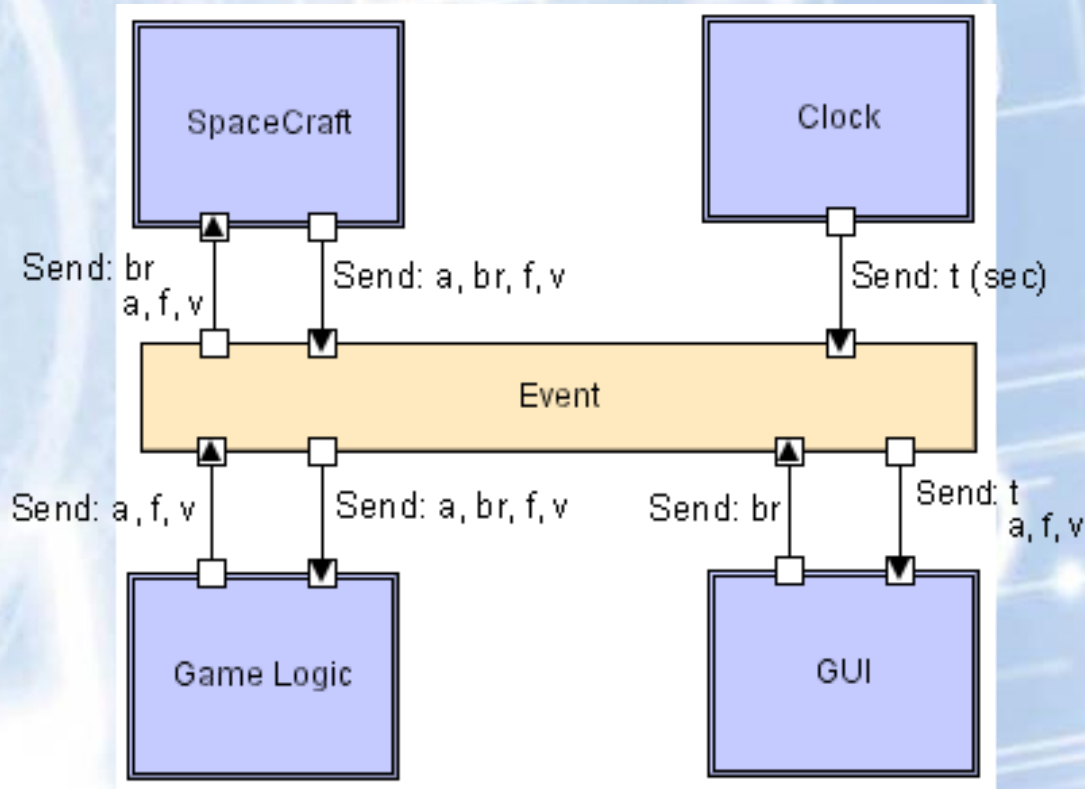 SpaceCraft
Clock
Send: br
a, f, v
Send: a, br, f, v
Send: t (sec)
Event
Send: a, f, v
Send: a, br, f, v
Send: br
Send: t
a, f, v
Game Logic
GUI